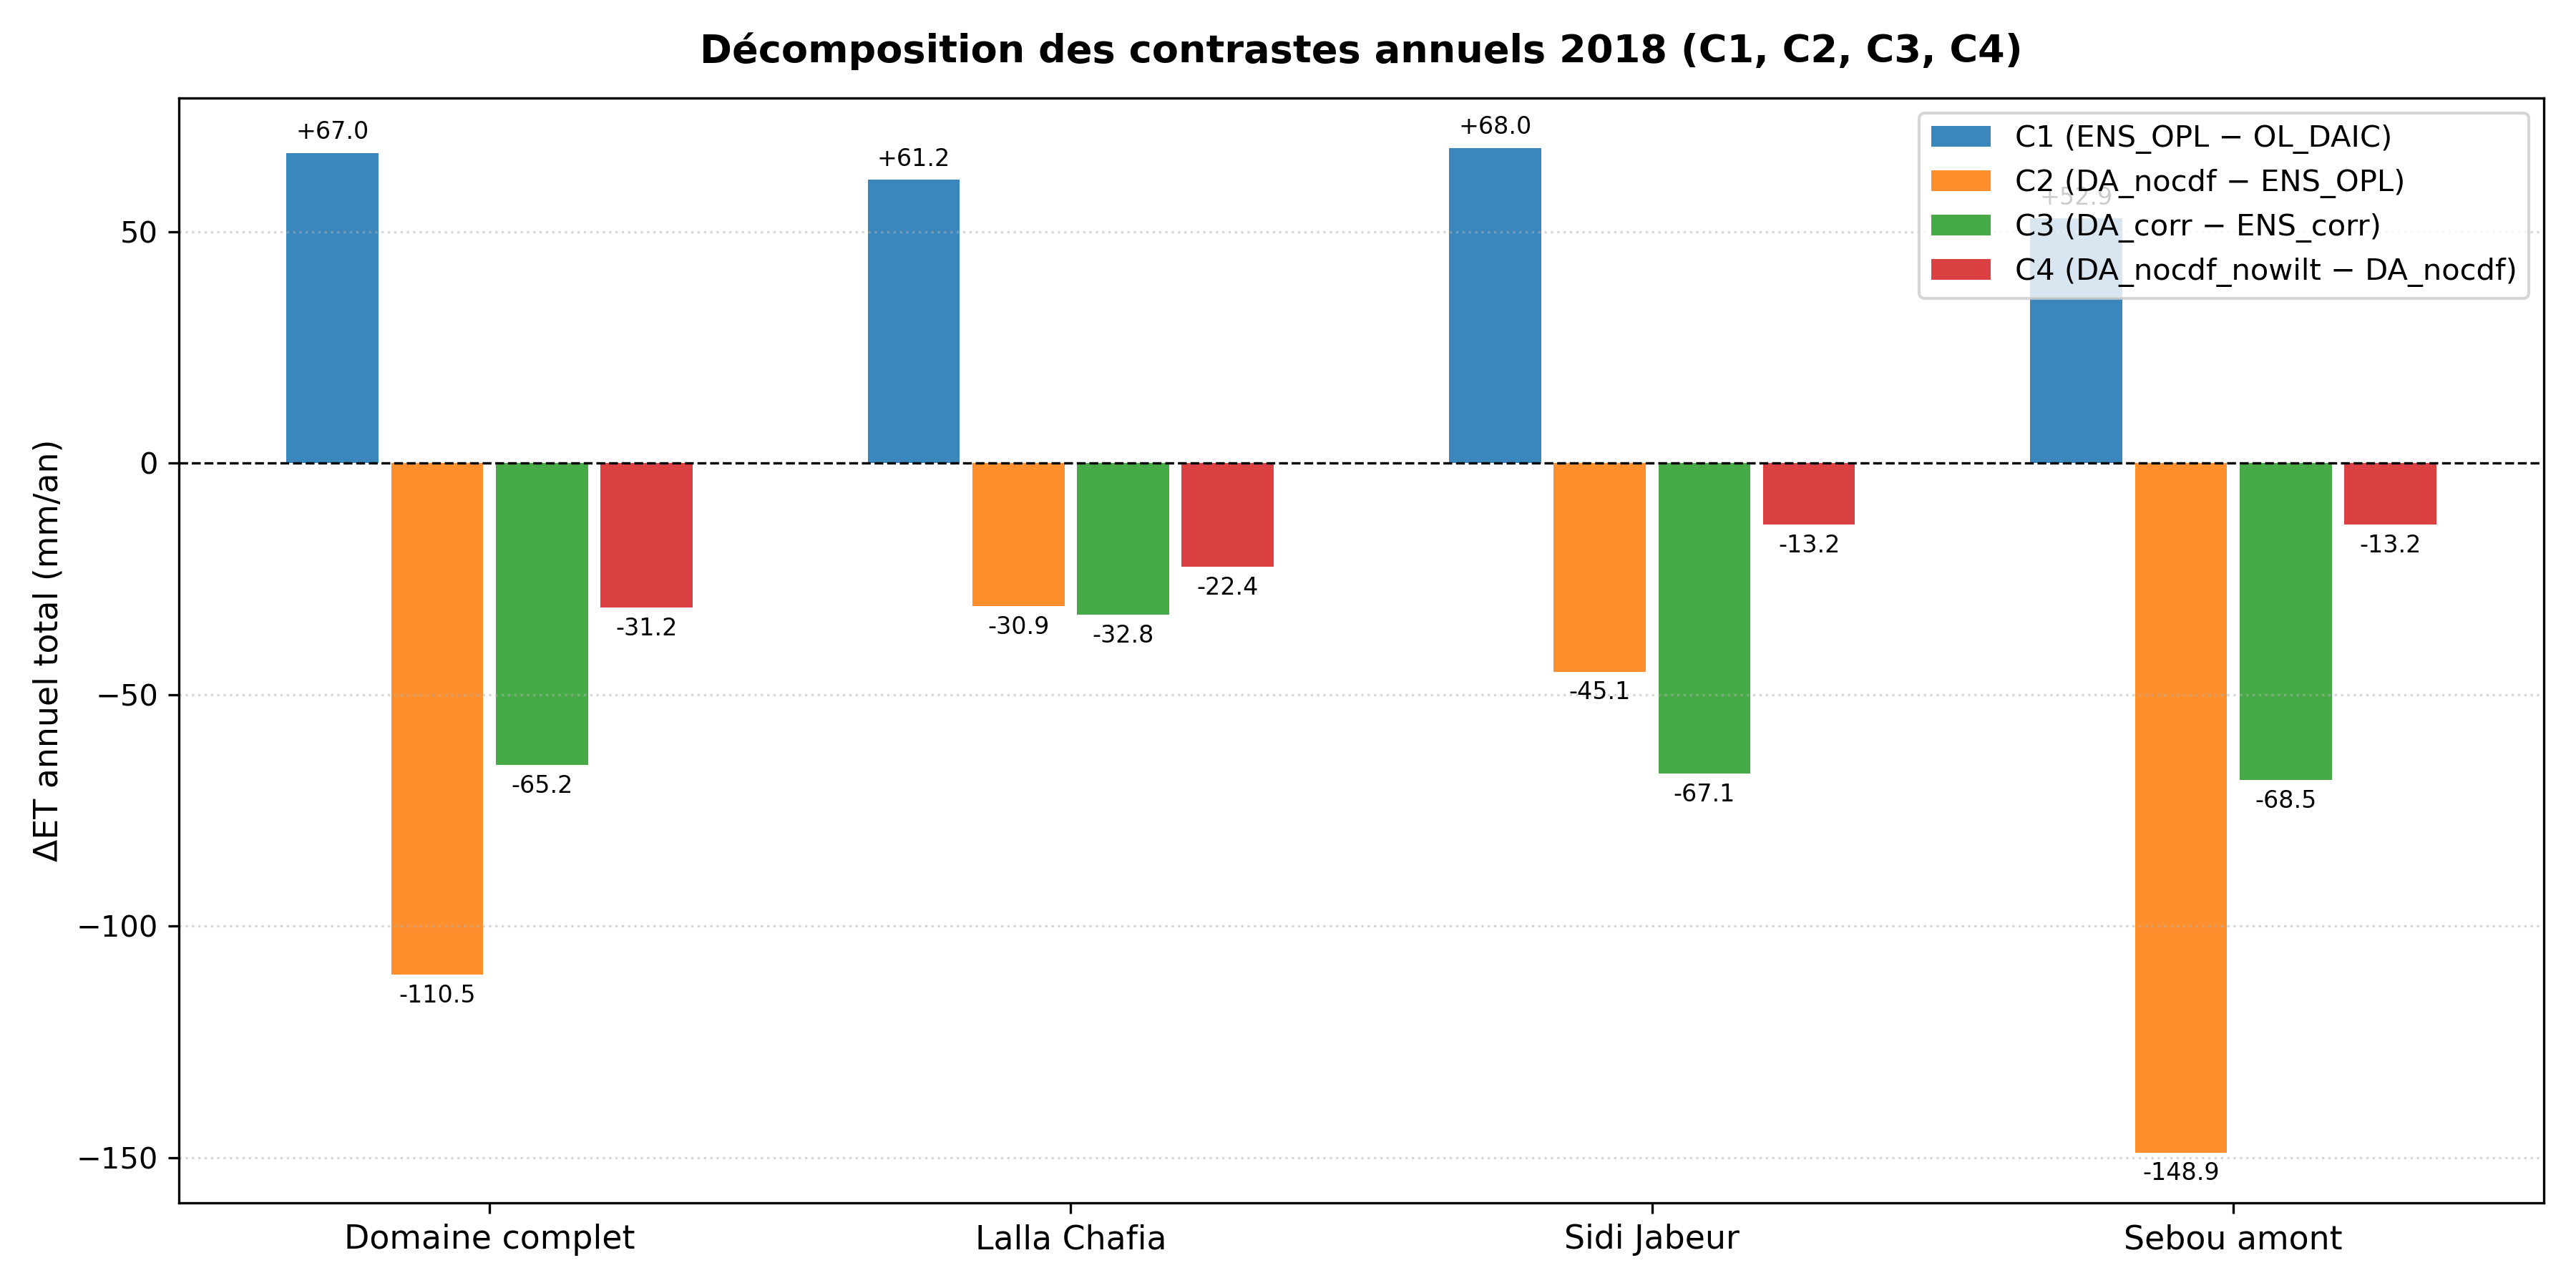 Décomposition des contrastes annuels 2018 (C1, C2, C3, C4)
ΔET annuel total (mm/an)
50
0
−50
−100
−150
C1 (ENS_OPL − OL_DAIC)
C2 (DA_nocdf − ENS_OPL)
C3 (DA_corr − ENS_corr)
C4 (DA_nocdf_nowilt − DA_nocdf)
+67.0
-110.5
-65.2
-31.2
+61.2
-30.9
-32.8
-22.4
+68.0
-45.1
-67.1
-13.2
+52.9
-148.9
-68.5
-13.2
Domaine complet
Lalla Chafia
Sidi Jabeur
Sebou amont